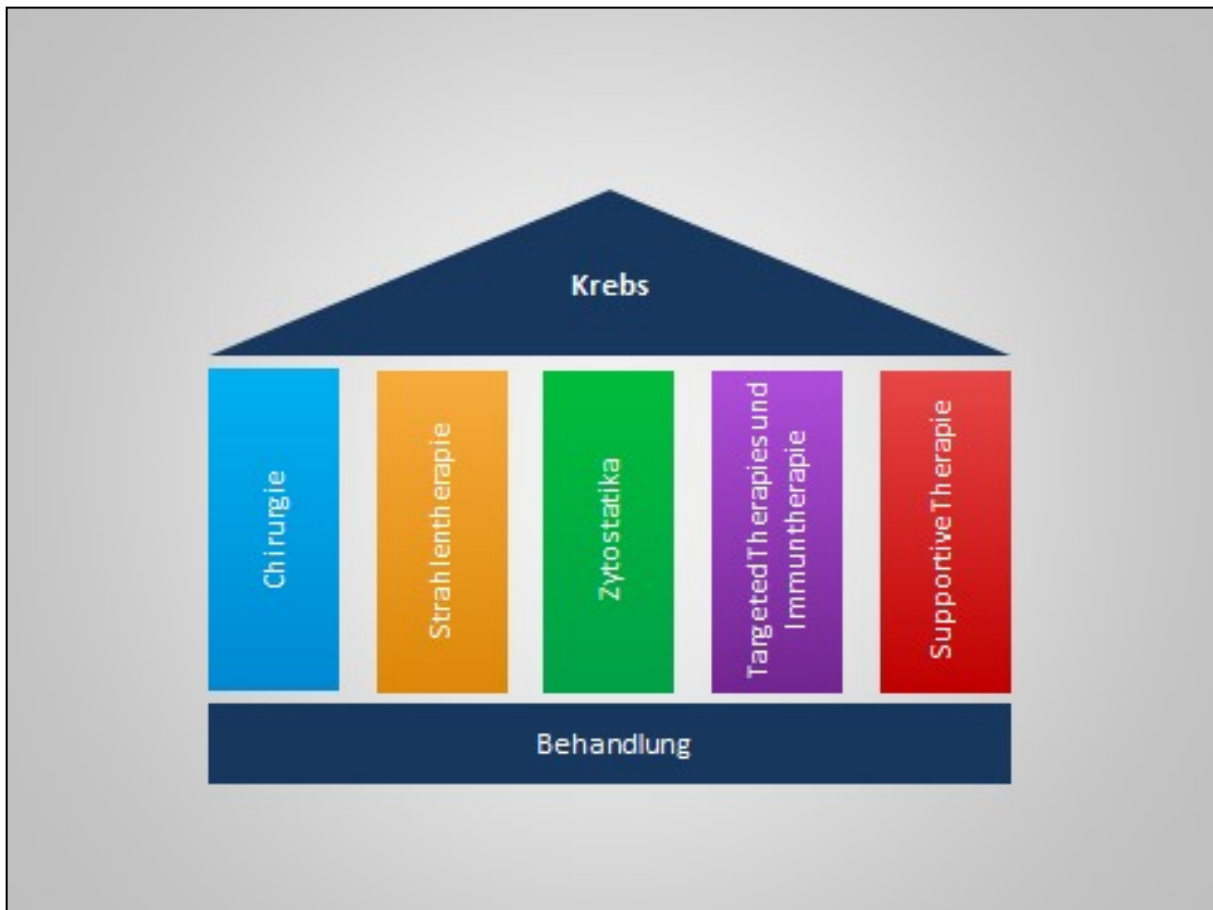 Krebs
Chirurgie
Strahlentherapie
Zytostatika
Targeted Therapies und
Immuntherapie
Supportive Therapie
Behandlung